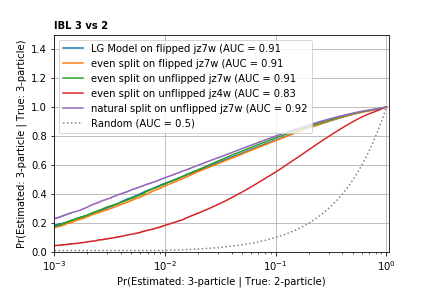 IBL 3 vs 2
LG Model on flipped jz7w (AUC = 0.91
even split on flipped jz7w (AUC = 0.91
even split on unflipped jz7w (AUC = 0.91
even split on unflipped jz4w (AUC = 0.83
natural split on unflipped jz7w (AUC = 0.92
Random (AUC = 0.5)
Pr(Estimated: 3-particle | True: 3-particle)
1.4
1.2
1.0
0.8
0.6
0.4
0.2
0.0
10⁻³ 10⁻² 10⁻¹ 10⁰
Pr(Estimated: 3-particle | True: 2-particle)